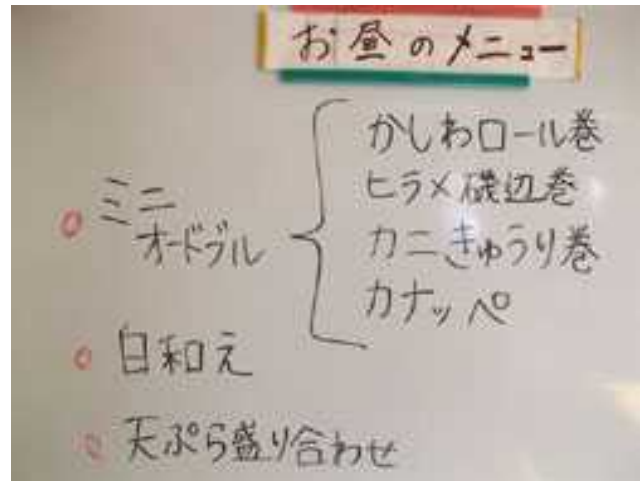 お昼のメニュー
ミニ
オードブル
かしわロール巻
ヒラメ磯辺巻
カニきゅうり巻
カナッペ
白和え
天ぷら盛り合わせ